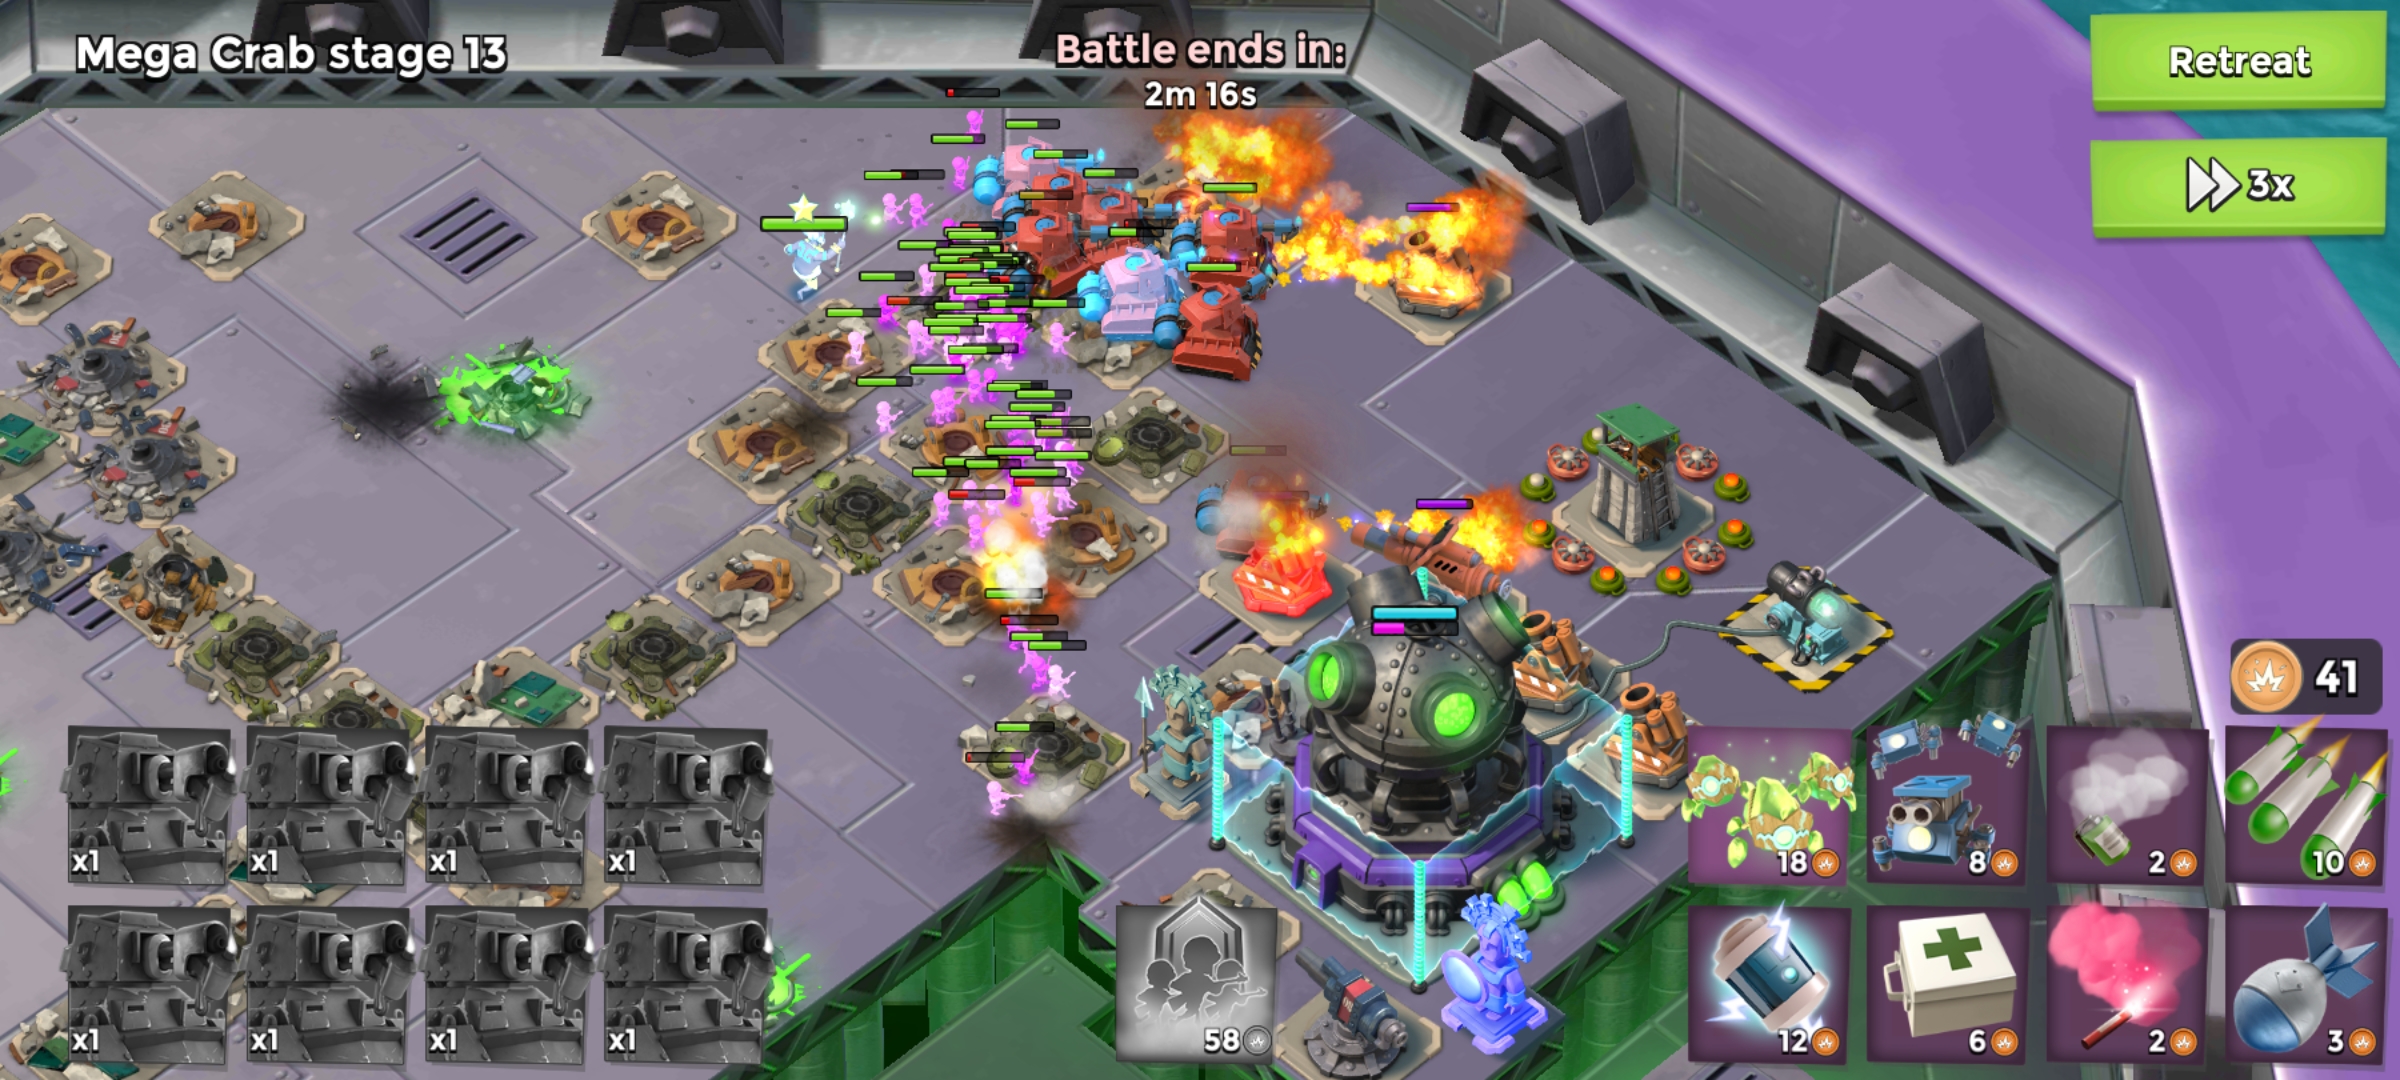 Mega Crab stage 13
Battle ends in:
2m 16s
Retreat
3x
41
x1
x1
x1
x1
18
8
2
10
x1
x1
x1
x1
58
12
6
2
3